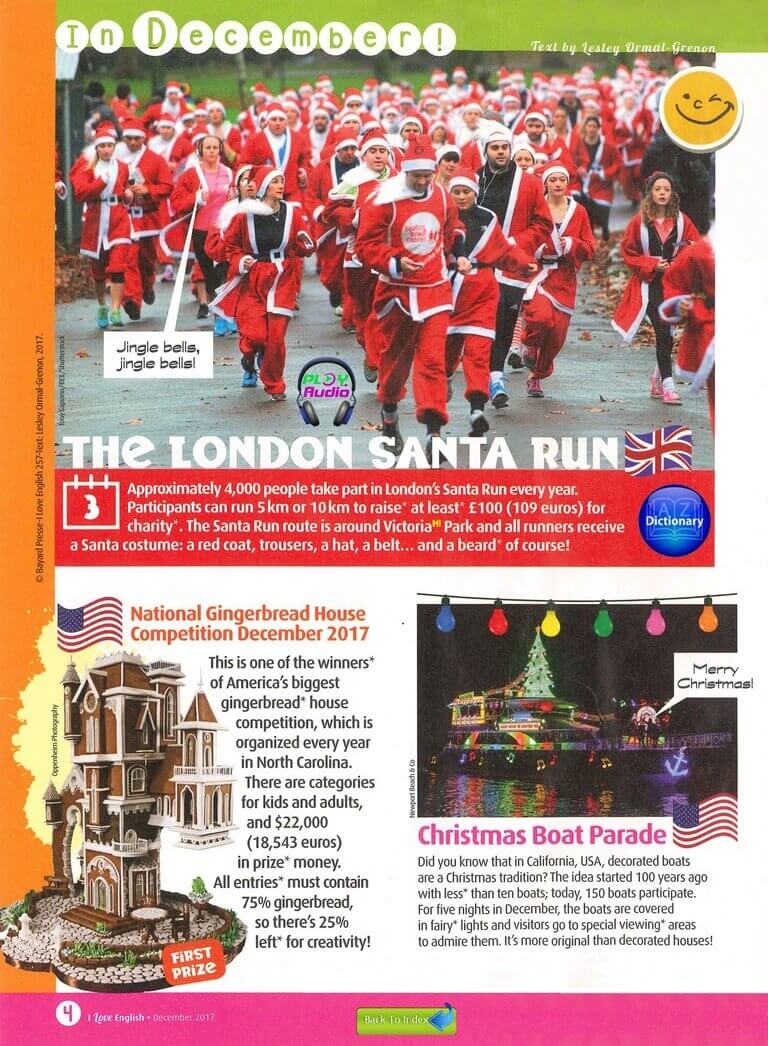 In December!
Text by Lesley Ormal-Grenon
Jingle bells,
jingle bells!
PLAY
Audio
© Bayard Presse-I Love English 257-Text: Lesley Ormal-Grenon, 2017.
THE LONDON SANTA RUN
3
Approximately 4,000 people take part in London's Santa Run every year.
Participants can run 5 km or 10 km to raise* at least* £100 (109 euros) for
charity*. The Santa Run route is around Victoria Park and all runners receive
a Santa costume: a red coat, trousers, a hat, a belt... and a beard* of course!
A Z
Dictionary
National Gingerbread House
Competition December 2017
This is one of the winners*
of America's biggest
gingerbread* house
competition, which is
organized every year
in North Carolina.
There are categories
for kids and adults,
and $22,000
(18,543 euros)
in prize* money.
All entries* must contain
75% gingerbread,
so there's 25%
left* for creativity!
Oppenheim Photography
FIRST
PRIZE
Merry
Christmas!
Newport Beach & Co
Christmas Boat Parade
Did you know that in California, USA, decorated boats
are a Christmas tradition? The idea started 100 years ago
with less* than ten boats; today, 150 boats participate.
For five nights in December, the boats are covered
in fairy* lights and visitors go to special viewing* areas
to admire them. It's more original than decorated houses!
4
I Love English • December 2017
Back To Index